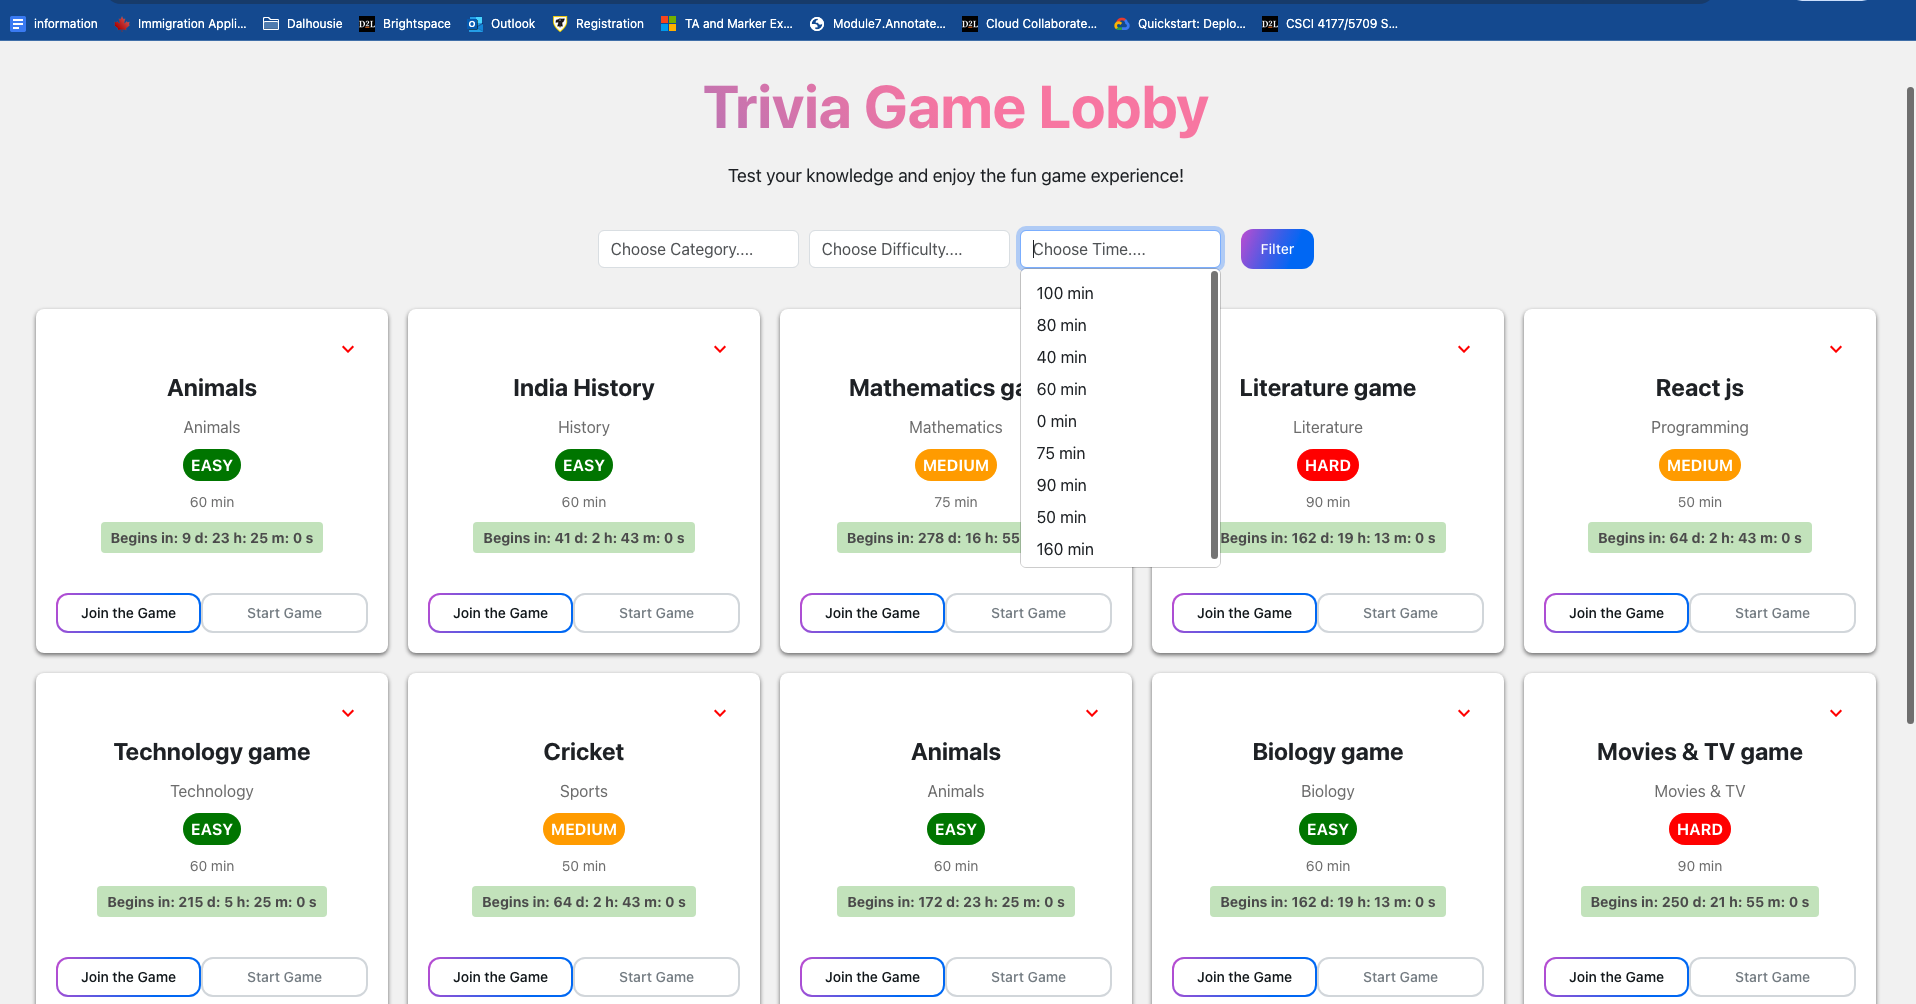 information
Immigration Appli...
Dalhousie
D2L Brightspace
Outlook
Registration
TA and Marker Ex...
Module7.Annotate...
D2L Cloud Collaborate...
Quickstart: Deplo...
D2L CSCI 4177/5709 S...
Trivia Game Lobby
Test your knowledge and enjoy the fun game experience!
Choose Category....
Choose Difficulty....
Choose Time....
Filter
100 min
80 min
40 min
60 min
0 min
75 min
90 min
50 min
160 min
Animals
Animals
EASY
60 min
Begins in: 9 d: 23 h: 25 m: 0 s
Join the Game
Start Game
India History
History
EASY
60 min
Begins in: 41 d: 2 h: 43 m: 0 s
Join the Game
Start Game
Mathematics ga
Mathematics
MEDIUM
75 min
Begins in: 278 d: 16 h: 55
Join the Game
Start Game
Literature game
Literature
HARD
90 min
Begins in: 162 d: 19 h: 13 m: 0 s
Join the Game
Start Game
React js
Programming
MEDIUM
50 min
Begins in: 64 d: 2 h: 43 m: 0 s
Join the Game
Start Game
Technology game
Technology
EASY
60 min
Begins in: 215 d: 5 h: 25 m: 0 s
Join the Game
Start Game
Cricket
Sports
MEDIUM
50 min
Begins in: 64 d: 2 h: 43 m: 0 s
Join the Game
Start Game
Animals
Animals
EASY
60 min
Begins in: 172 d: 23 h: 25 m: 0 s
Join the Game
Start Game
Biology game
Biology
EASY
60 min
Begins in: 162 d: 19 h: 13 m: 0 s
Join the Game
Start Game
Movies & TV game
Movies & TV
HARD
90 min
Begins in: 250 d: 21 h: 55 m: 0 s
Join the Game
Start Game